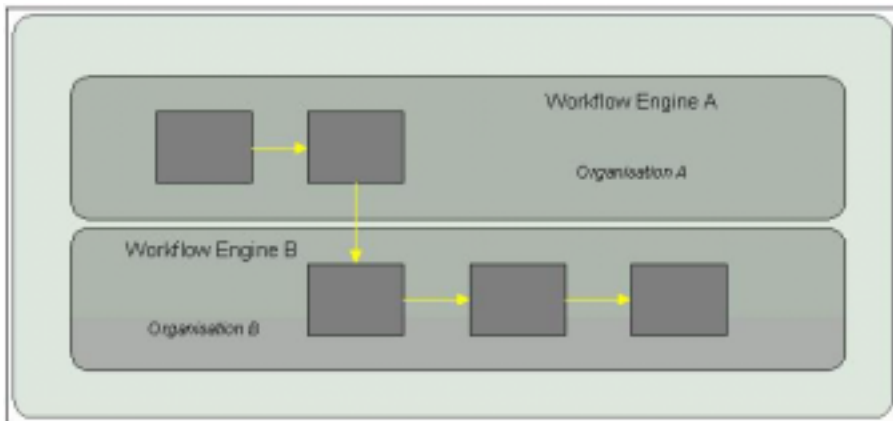 Workflow Engine A
Organisation A
Workflow Engine B
Organisation B